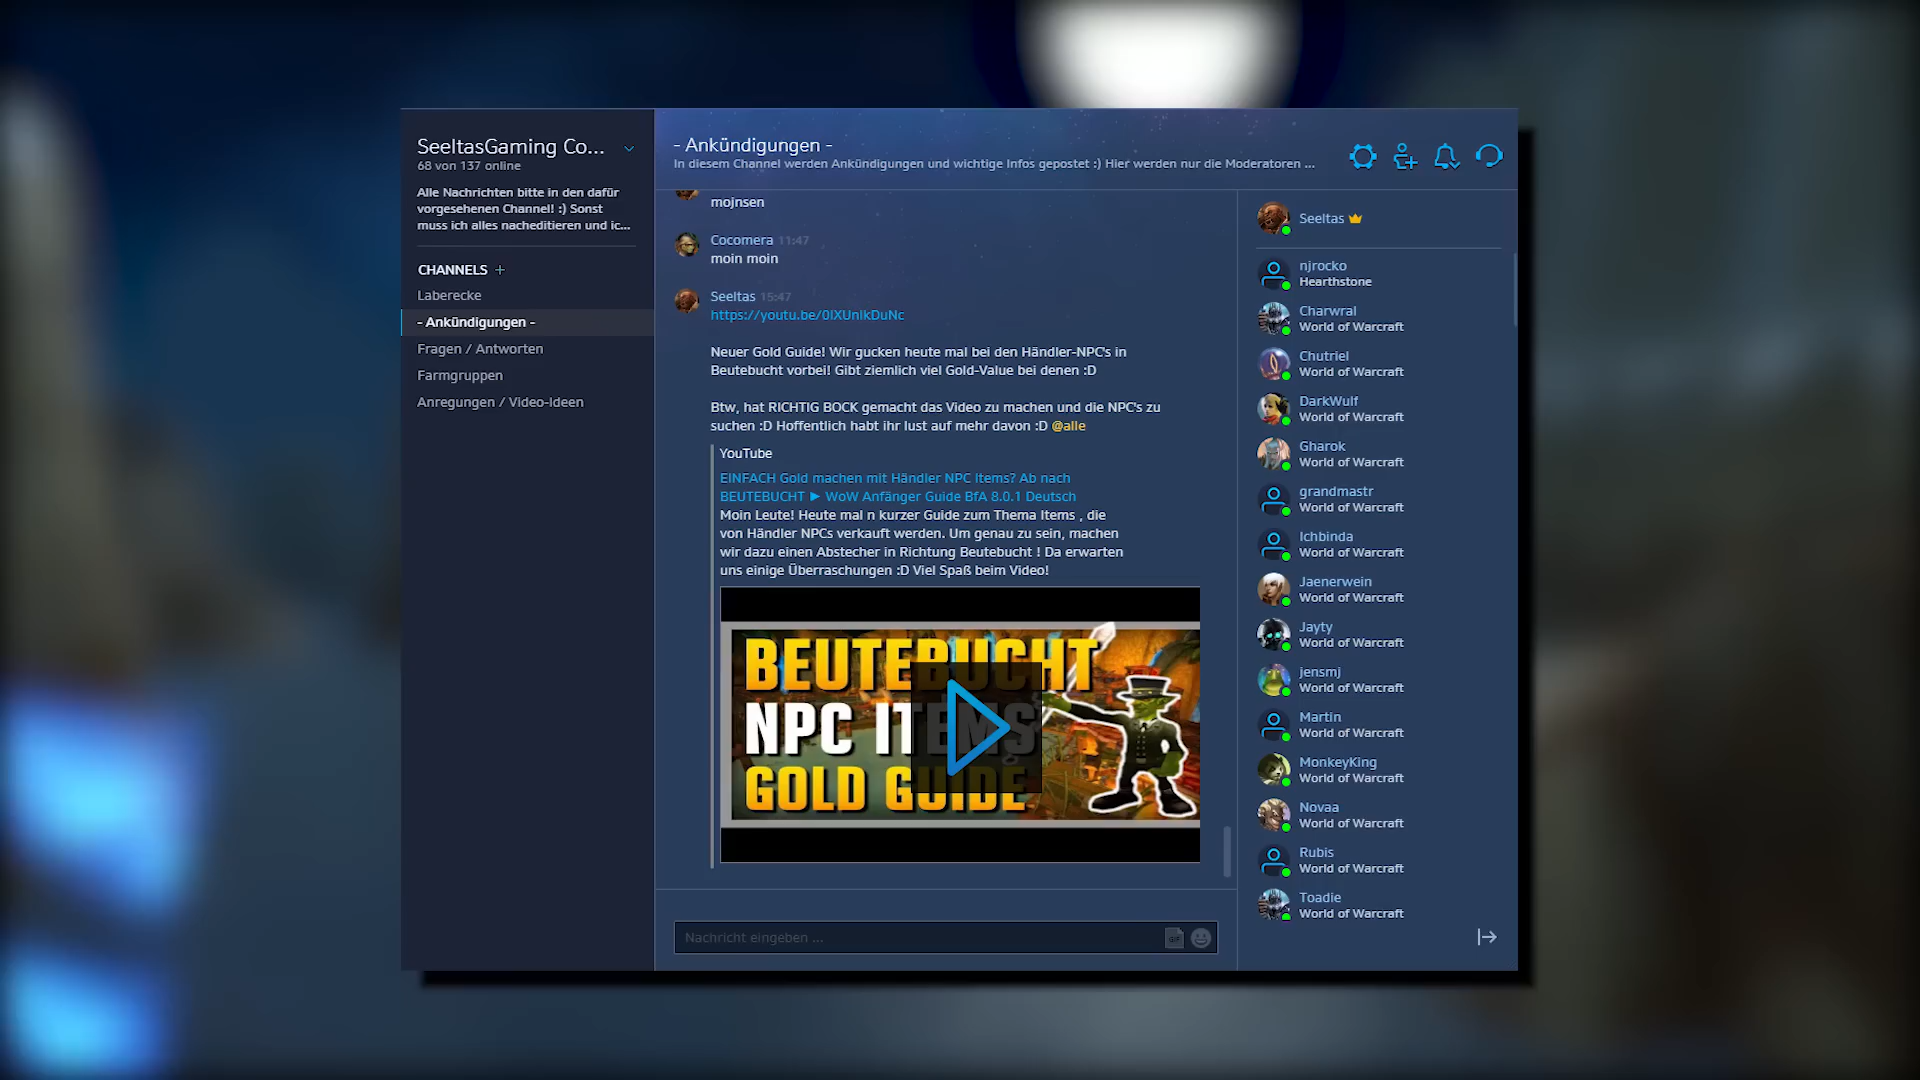 SeeltasGaming Co...
68 von 137 online
Alle Nachrichten bitte in den dafür
vorgesehenen Channel! :) Sonst
muss ich alles nacheditieren und ic...
CHANNELS +
Laberecke
- Ankündigungen -
Fragen / Antworten
Farmgruppen
Anregungen / Video-Ideen
- Ankündigungen -
In diesem Channel werden Ankündigungen und wichtige Infos gepostet :) Hier werden nur die Moderatoren ...
mojnsen
Cocomera 11:47
moin moin
Seeltas 15:47
https://youtu.be/0IXUnIkDuNc
Neuer Gold Guide! Wir gucken heute mal bei den Händler-NPC's in
Beutebucht vorbei! Gibt ziemlich viel Gold-Value bei denen :D
Btw, hat RICHTIG BOCK gemacht das Video zu machen und die NPC's zu
suchen :D Hoffentlich habt ihr lust auf mehr davon :D @alle
YouTube
EINFACH Gold machen mit Händler NPC Items? Ab nach
BEUTEBUCHT ► WoW Anfänger Guide BfA 8.0.1 Deutsch
Moin Leute! Heute mal n kurzer Guide zum Thema Items , die
von Händler NPCs verkauft werden. Um genau zu sein, machen
wir dazu einen Abstecher in Richtung Beutebucht ! Da erwarten
uns einige Überraschungen :D Viel Spaß beim Video!
BEUTEBUCHT
NPC ITEMS
GOLD GUIDE
Nachricht eingeben ...
GIF
Seeltas
njrocko
Hearthstone
Charwral
World of Warcraft
Chutriel
World of Warcraft
DarkWulf
World of Warcraft
Gharok
World of Warcraft
grandmastr
World of Warcraft
Ichbinda
World of Warcraft
Jaenerwein
World of Warcraft
Jayty
World of Warcraft
jensmj
World of Warcraft
Martin
World of Warcraft
MonkeyKing
World of Warcraft
Novaa
World of Warcraft
Rubis
World of Warcraft
Toadie
World of Warcraft